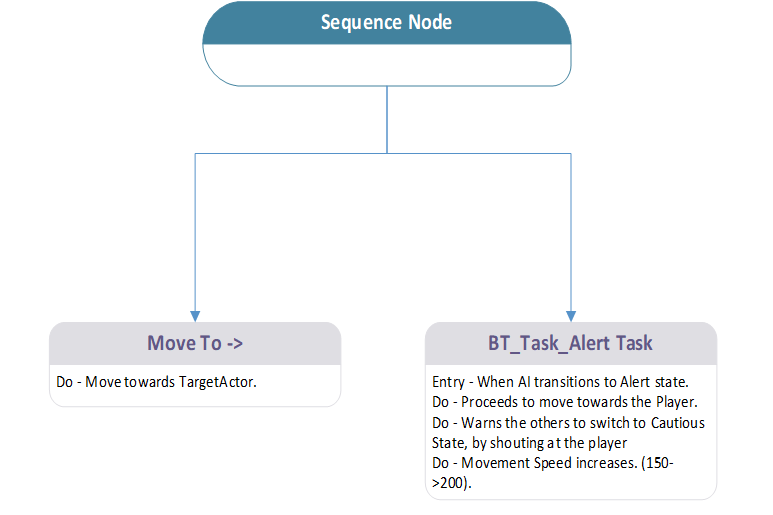 Sequence Node
Move To ->
Do - Move towards TargetActor.
BT_Task_Alert Task
Entry - When AI transitions to Alert state.
Do - Proceeds to move towards the Player.
Do - Warns the others to switch to Cautious
State, by shouting at the player
Do - Movement Speed increases. (150-
>200).